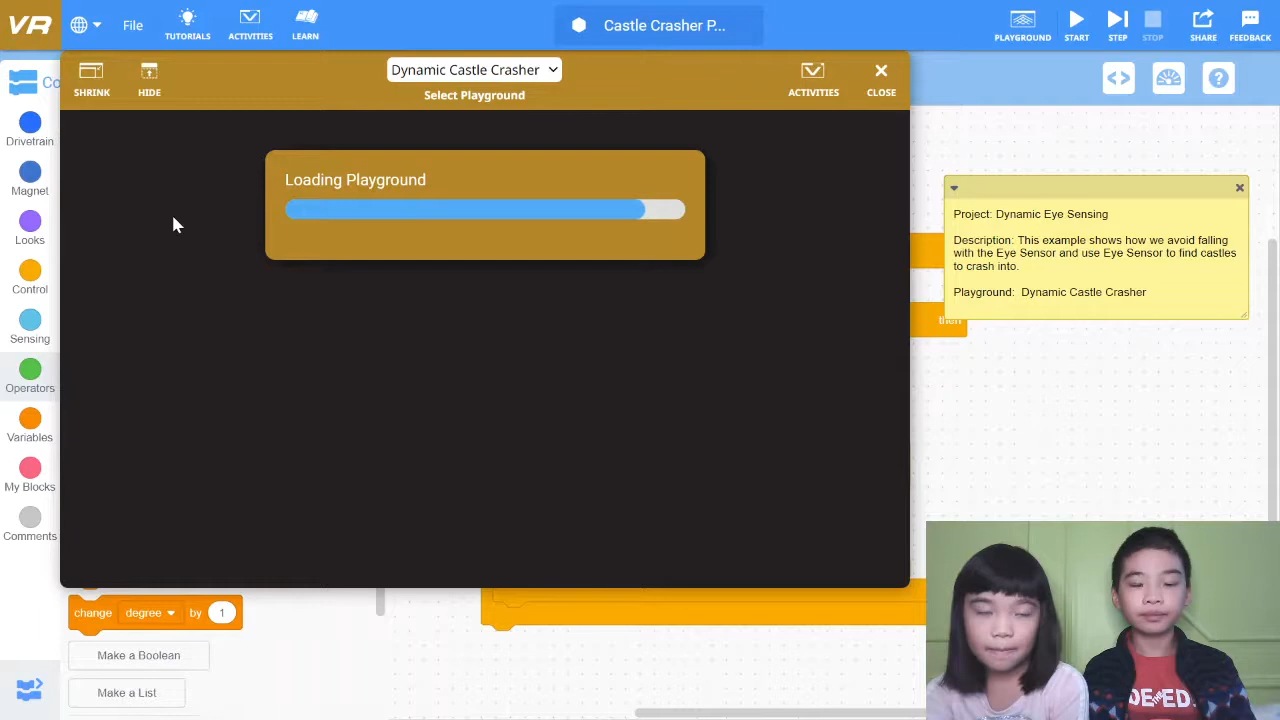 VR
File
TUTORIALS
ACTIVITIES
LEARN
Castle Crasher P...
PLAYGROUND
START
STEP
STOP
SHARE
FEEDBACK
Co
SHRINK
HIDE
Dynamic Castle Crasher
Select Playground
ACTIVITIES
CLOSE
Drivetrain
Magnet
Looks
Control
Sensing
Operators
Variables
My Blocks
Comments
Loading Playground
Project: Dynamic Eye Sensing
Description: This example shows how we avoid falling
with the Eye Sensor and use Eye Sensor to find castles
to crash into.
Playground: Dynamic Castle Crasher
then
change degree by 1
Make a Boolean
Make a List